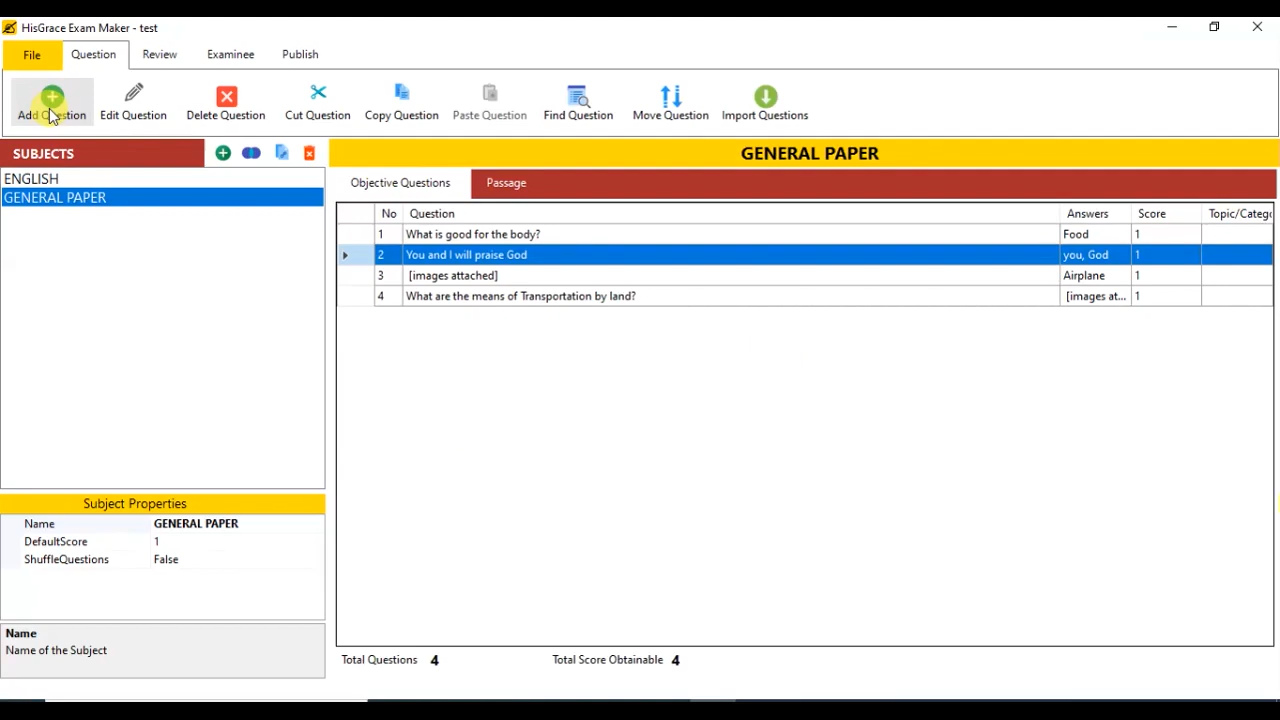 HisGrace Exam Maker - test
File Question Review Examinee Publish
Add Question Edit Question Delete Question Cut Question Copy Question Paste Question Find Question Move Question Import Questions
SUBJECTS
GENERAL PAPER
ENGLISH
GENERAL PAPER
Objective Questions Passage
No Question Answers Score Topic/Catego
1 What is good for the body? Food 1
2 You and I will praise God you, God 1
3 [images attached] Airplane 1
4 What are the means of Transportation by land? [images at... 1
Subject Properties
Name GENERAL PAPER
DefaultScore 1
ShuffleQuestions False
Name
Name of the Subject
Total Questions 4 Total Score Obtainable 4